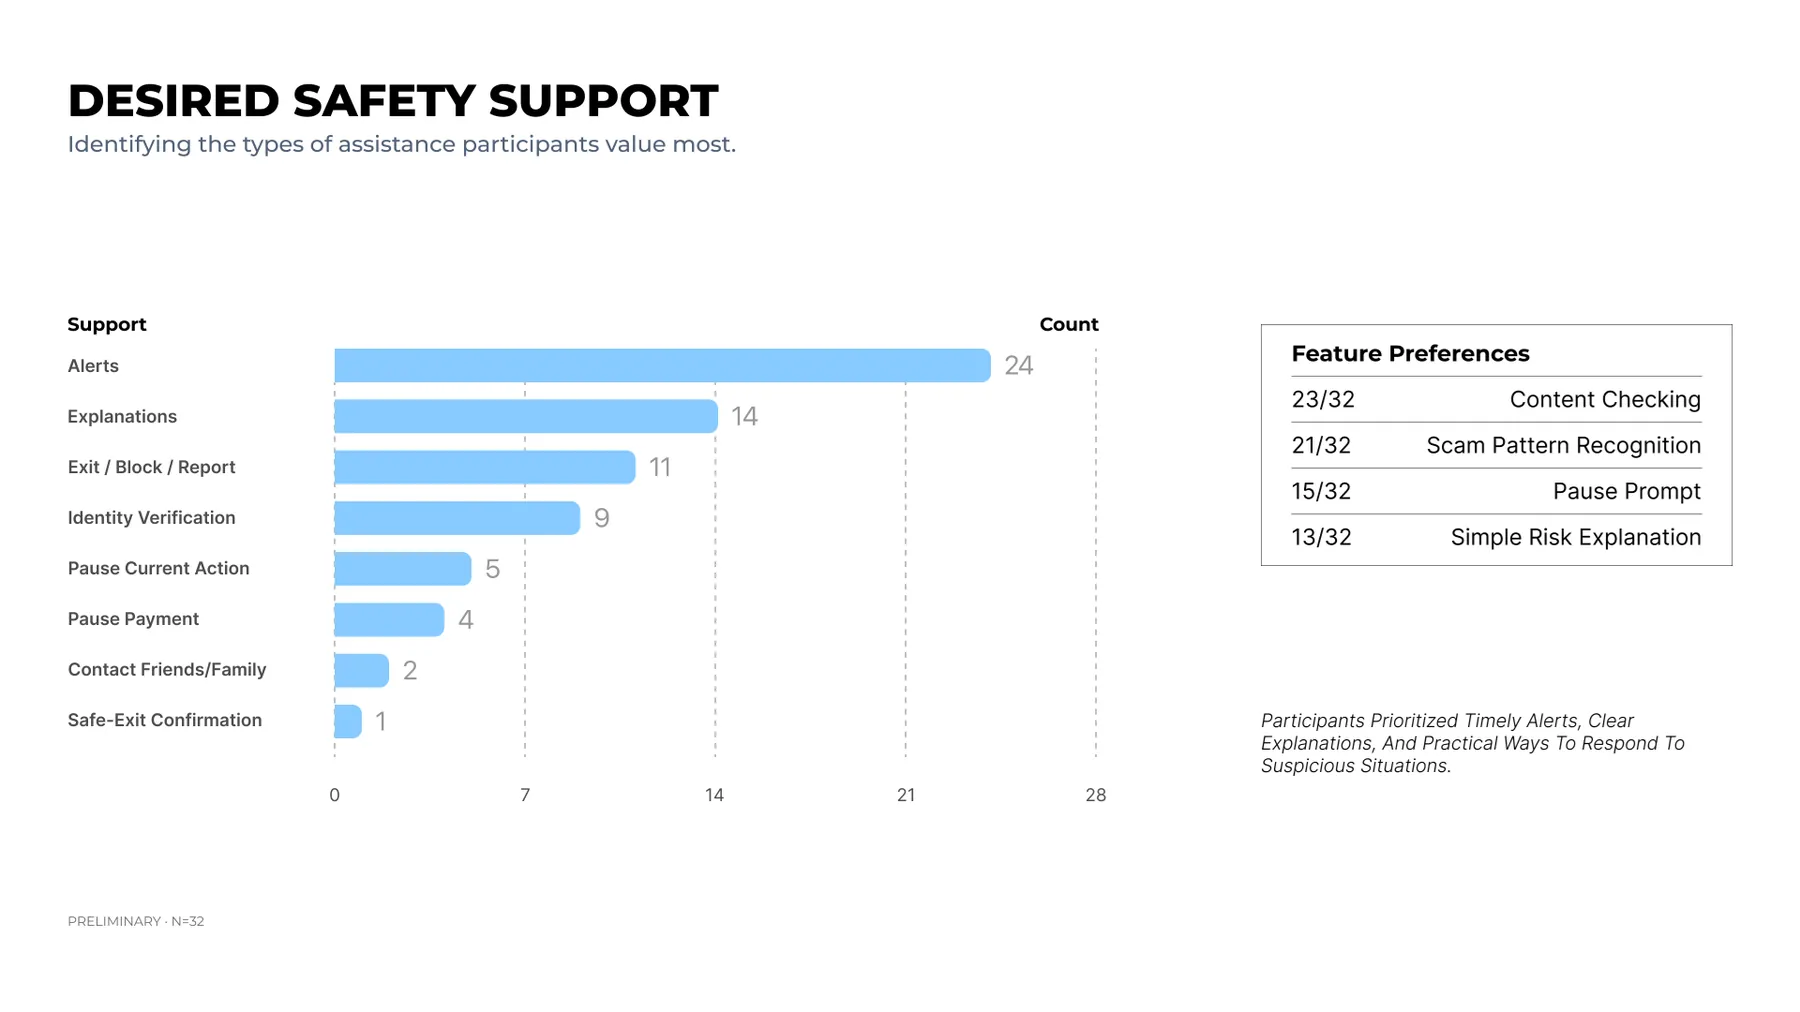 DESIRED SAFETY SUPPORT
Identifying the types of assistance participants value most.
Support
Count
Alerts
24
Explanations
14
Exit / Block / Report
11
Identity Verification
9
Pause Current Action
5
Pause Payment
4
Contact Friends/Family
2
Safe-Exit Confirmation
1
0
7
14
21
28
Feature Preferences
23/32 Content Checking
21/32 Scam Pattern Recognition
15/32 Pause Prompt
13/32 Simple Risk Explanation
Participants Prioritized Timely Alerts, Clear
Explanations, And Practical Ways To Respond To
Suspicious Situations.
PRELIMINARY · N=32